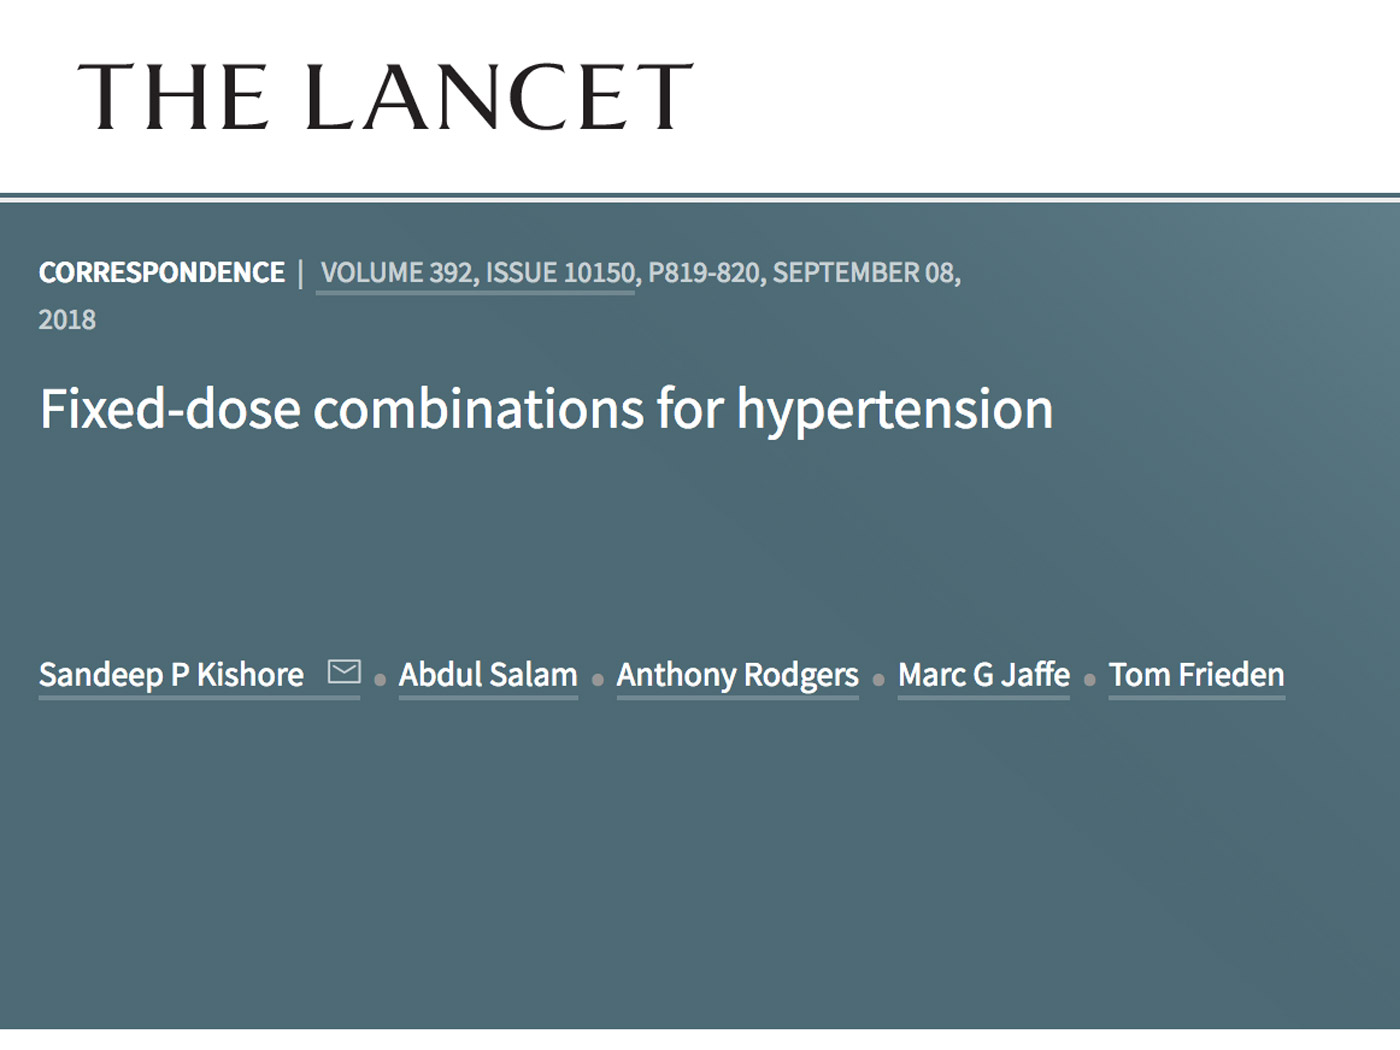 THE LANCET
CORRESPONDENCE | VOLUME 392, ISSUE 10150, P819-820, SEPTEMBER 08,
2018
Fixed-dose combinations for hypertension
Sandeep P Kishore • Abdul Salam • Anthony Rodgers • Marc G Jaffe • Tom Frieden